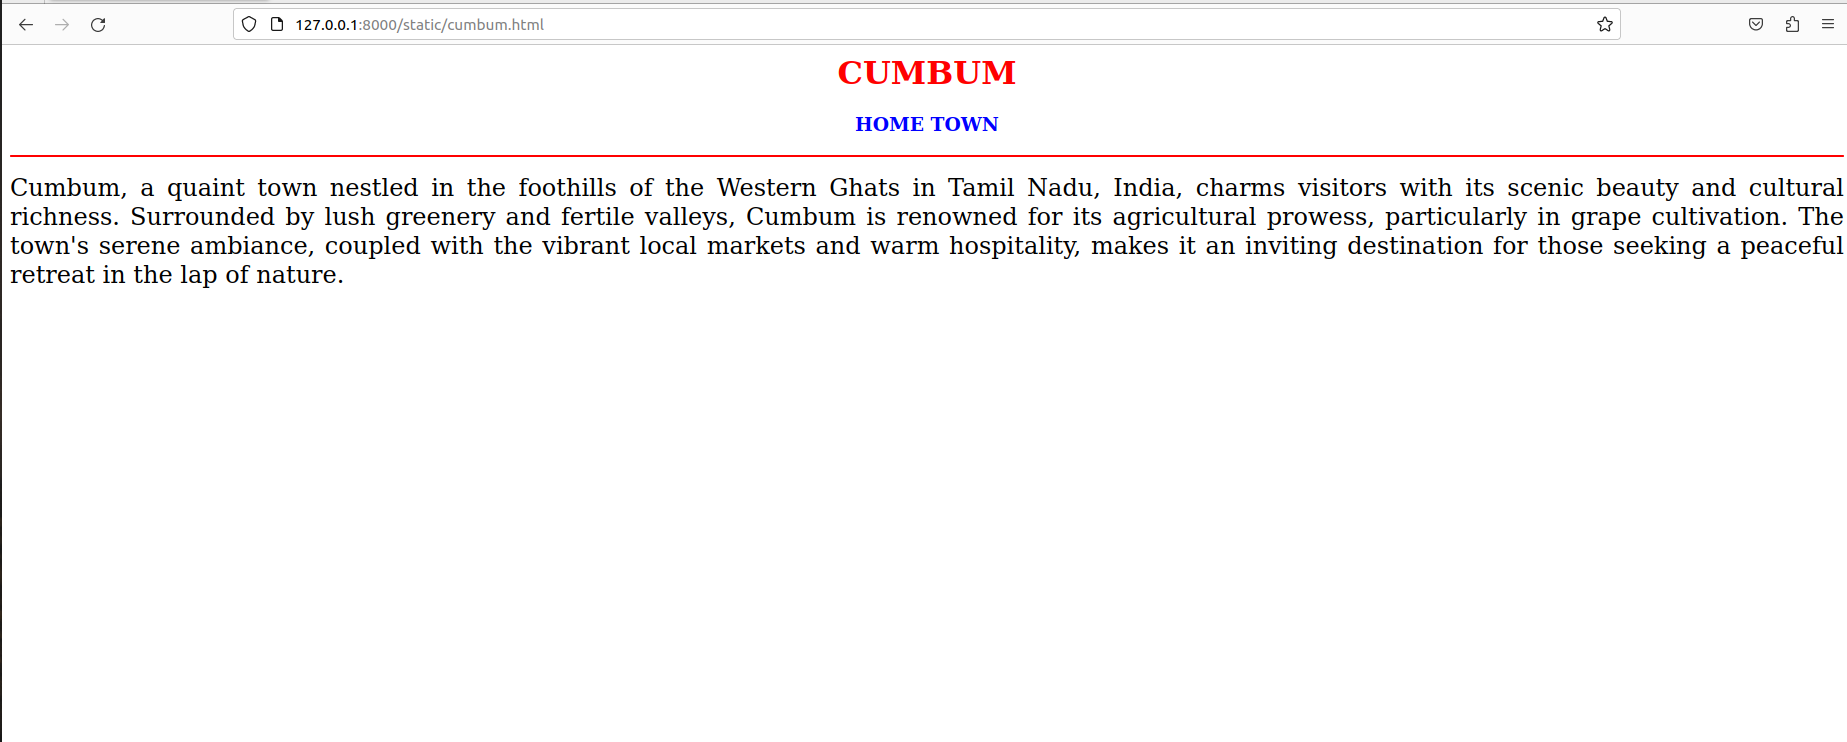 127.0.0.1:8000/static/cumbum.html
CUMBUM
HOME TOWN
Cumbum, a quaint town nestled in the foothills of the Western Ghats in Tamil Nadu, India, charms visitors with its scenic beauty and cultural
richness. Surrounded by lush greenery and fertile valleys, Cumbum is renowned for its agricultural prowess, particularly in grape cultivation. The
town's serene ambiance, coupled with the vibrant local markets and warm hospitality, makes it an inviting destination for those seeking a peaceful
retreat in the lap of nature.